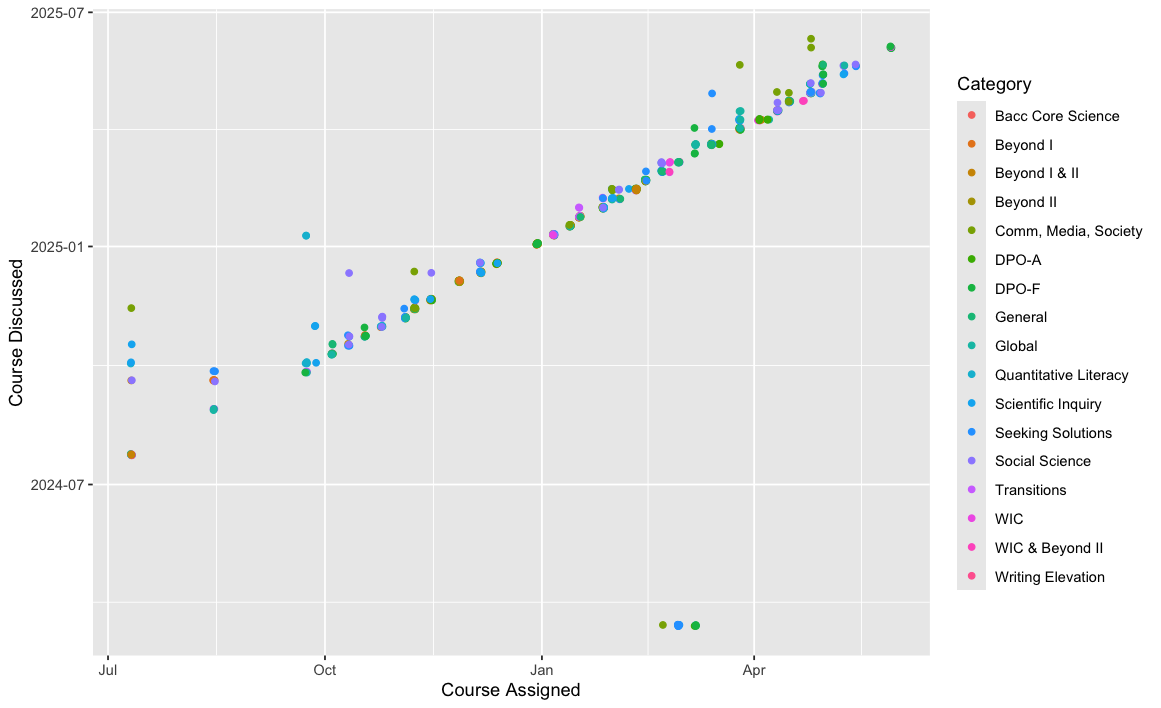 2025-07
2025-01
2024-07
Course Discussed
Jul
Oct
Jan
Apr
Course Assigned
Category
Bacc Core Science
Beyond I
Beyond I & II
Beyond II
Comm, Media, Society
DPO-A
DPO-F
General
Global
Quantitative Literacy
Scientific Inquiry
Seeking Solutions
Social Science
Transitions
WIC
WIC & Beyond II
Writing Elevation